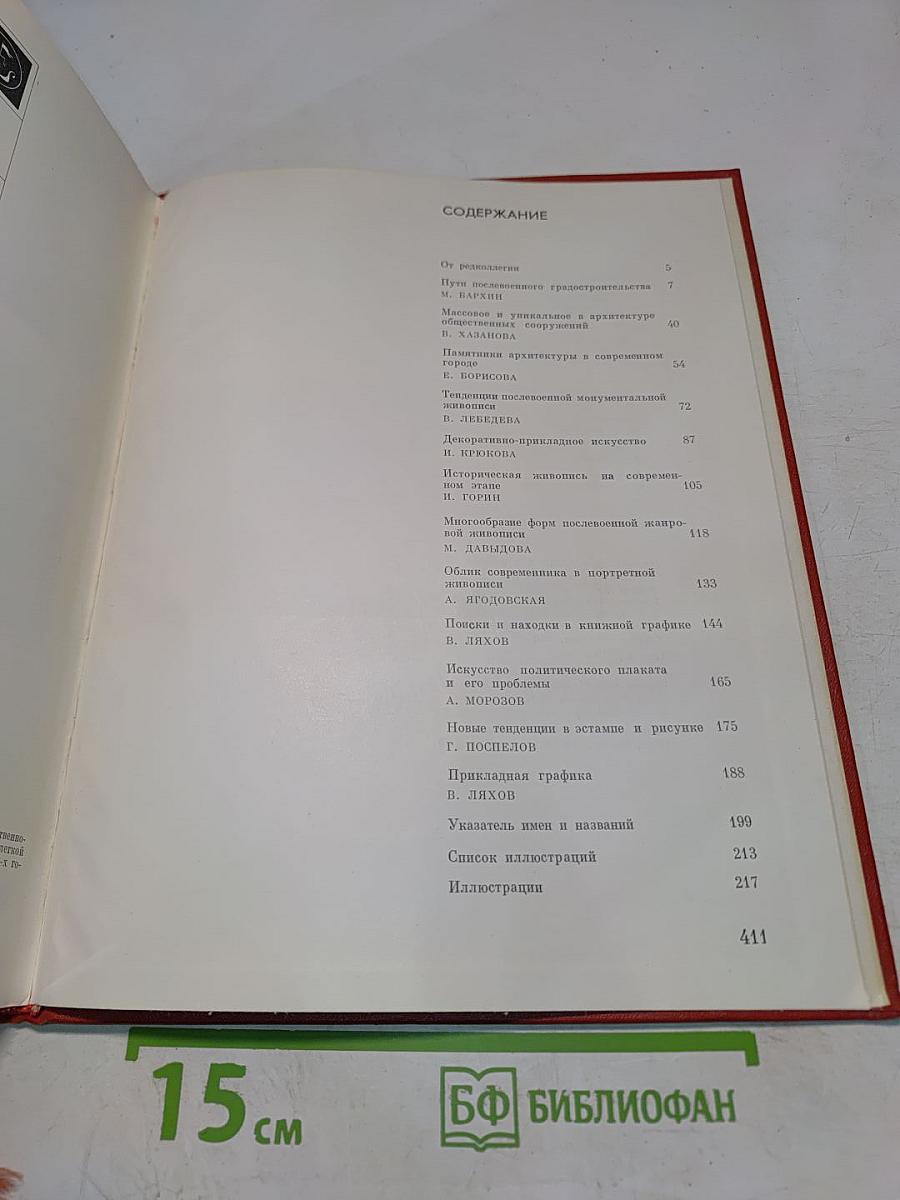 твенно-
легкой
-х го-
СОДЕРЖАНИЕ
От редколлегии 5
Пути послевоенного градостроительства 7
М. БАРХИН
Массовое и уникальное в архитектуре
общественных сооружений 40
В. ХАЗАНОВА
Памятники архитектуры в современном
городе 54
Е. БОРИСОВА
Тенденции послевоенной монументальной
живописи 72
В. ЛЕБЕДЕВА
Декоративно-прикладное искусство 87
И. КРЮКОВА
Историческая живопись на современ-
ном этапе 105
И. ГОРИН
Многообразие форм послевоенной жанро-
вой живописи 118
М. ДАВЫДОВА
Облик современника в портретной
живописи 133
А. ЯГОДОВСКАЯ
Поиски и находки в книжной графике 144
В. ЛЯХОВ
Искусство политического плаката
и его проблемы 165
А. МОРОЗОВ
Новые тенденции в эстампе и рисунке 175
Г. ПОСПЕЛОВ
Прикладная графика 188
В. ЛЯХОВ
Указатель имен и названий 199
Список иллюстраций 213
Иллюстрации 217
411
15 см
БФ БИБЛИОФАН